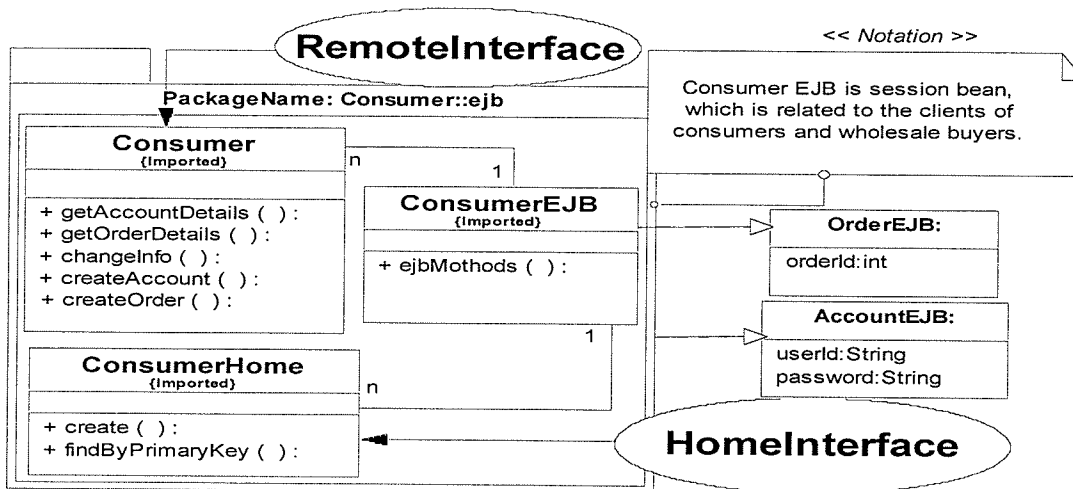 RemoteInterface
<< Notation >>
PackageName: Consumer::ejb
Consumer EJB is session bean,
which is related to the clients of
consumers and wholesale buyers.
Consumer
{Imported}
n
1
+ getAccountDetails ( ) :
+ getOrderDetails ( ) :
+ changeInfo ( ) :
+ createAccount ( ) :
+ createOrder ( ) :
ConsumerEJB
{Imported}
+ ejbMothods ( ) :
OrderEJB:
orderId:int
AccountEJB:
userId:String
password:String
1
ConsumerHome
{Imported}
n
+ create ( ) :
+ findByPrimaryKey ( ) :
HomeInterface